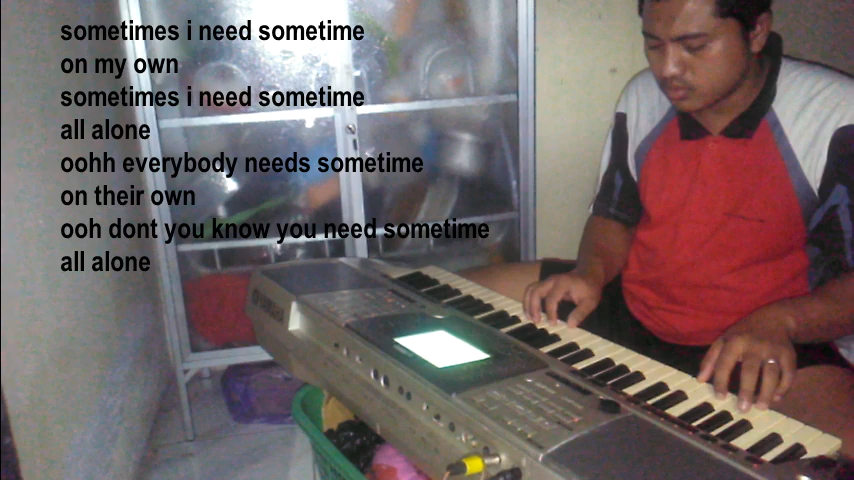 sometimes i need sometime
on my own
sometimes i need sometime
all alone
oohh everybody needs sometime
on their own
ooh dont you know you need sometime
all alone
YAMAHA